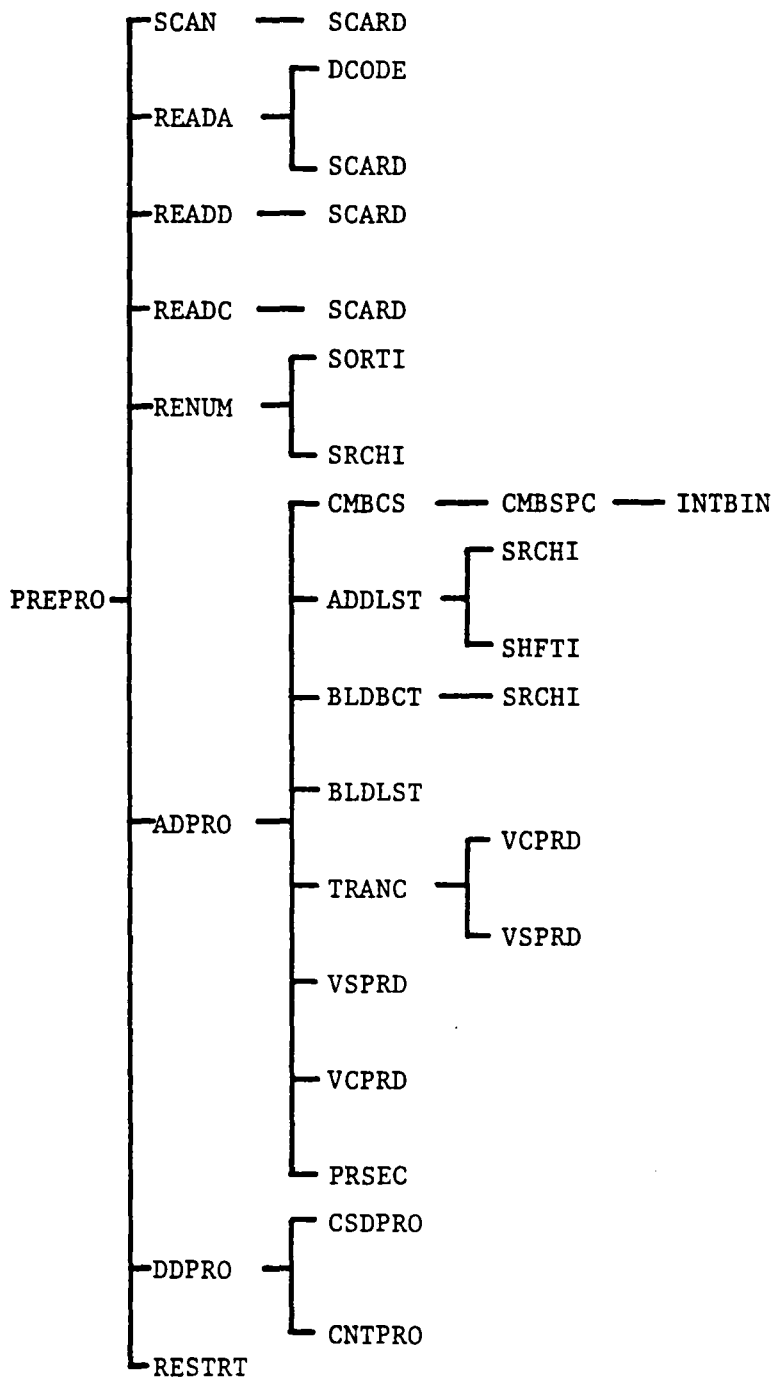 SCAN SCARD
DCODE
READA
SCARD
READD SCARD
READC SCARD
SORTI
RENUM
SRCHI
CMBCS CMBSPC INTBIN
SRCHI
PREPRO ADDLST
SHFTI
BLDBCT SRCHI
BLDLST
ADPRO
VCPRD
TRANC
VSPRD
VSPRD
VCPRD
PRSEC
CSDPRO
DDPRO
CNTPRO
RESTRT